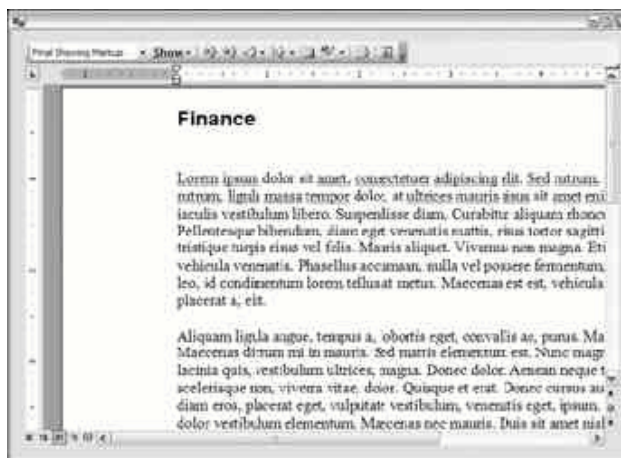 Final Showing Markup Show
Finance
Lorem ipsum dolor sit amet, consectetuer adipiscing elit. Sed rutrum,
rutrum, ligula massa tempor dolor, at ultrices mauris risus sit amet eni
iaculis vestibulum libero. Suspendisse diam. Curabitur aliquam rhonc
Pellentesque bibendum, diam eget venenatis mattis, risus tortor sagitti
tristique turpis risus vel felis. Mauris aliquet. Vivamus non magna. Eti
vehicula venenatis. Phasellus accumsan, nulla vel posuere fermentum,
leo, id condimentum lorem tellus at metus. Maecenas est est, vehicula
placerat a, elit.
Aliquam ligula augue, tempus a, lobortis eget, convallis ac, purus. Ma
Maecenas dictum mi in mauris. Sed mattis elementum est. Nunc magn
lacinia quis, vestibulum ultrices, magna. Donec dolor. Aenean neque t
scelerisque non, viverra vitae, dolor. Quisque et erat. Donec cursus au
diam eros, placerat eget, vulputate vestibulum, venenatis eget, ipsum.
dolor vestibulum elementum. Maecenas nec mauris. Duis sit amet nisl